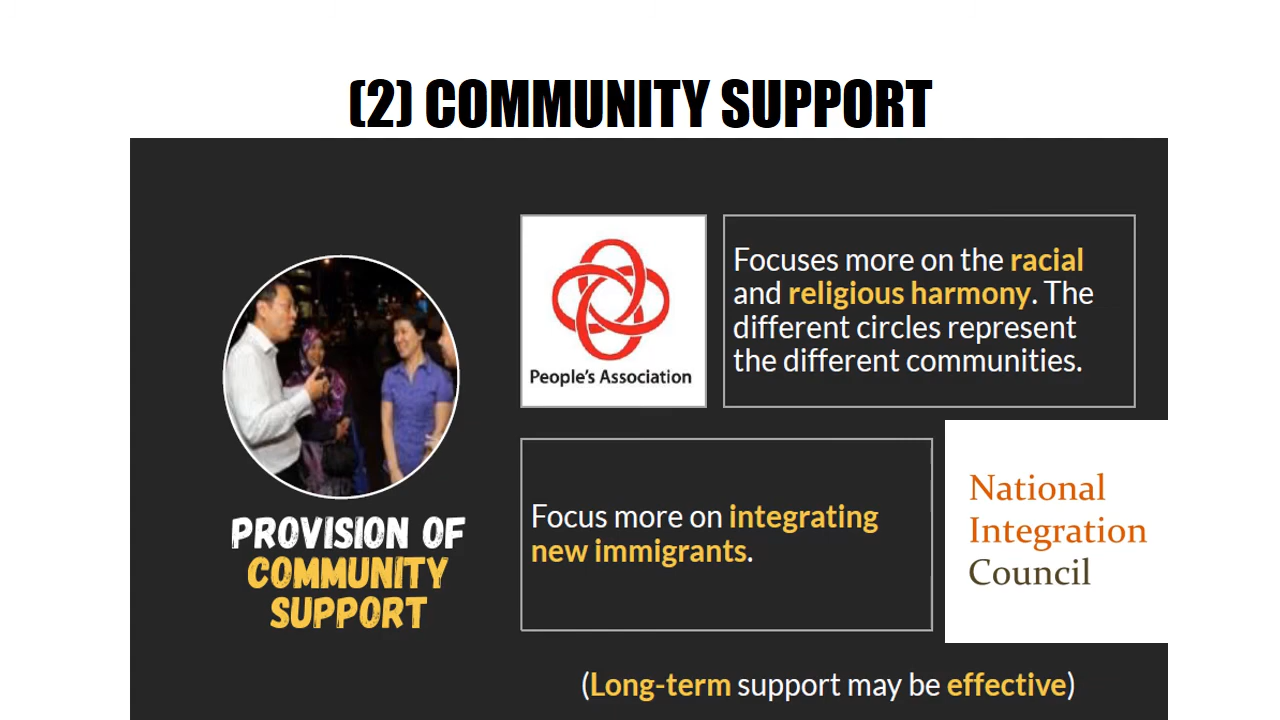 (2) COMMUNITY SUPPORT
People's Association
Focuses more on the racial
and religious harmony. The
different circles represent
the different communities.
PROVISION OF
COMMUNITY
SUPPORT
Focus more on integrating
new immigrants.
National
Integration
Council
(Long-term support may be effective)